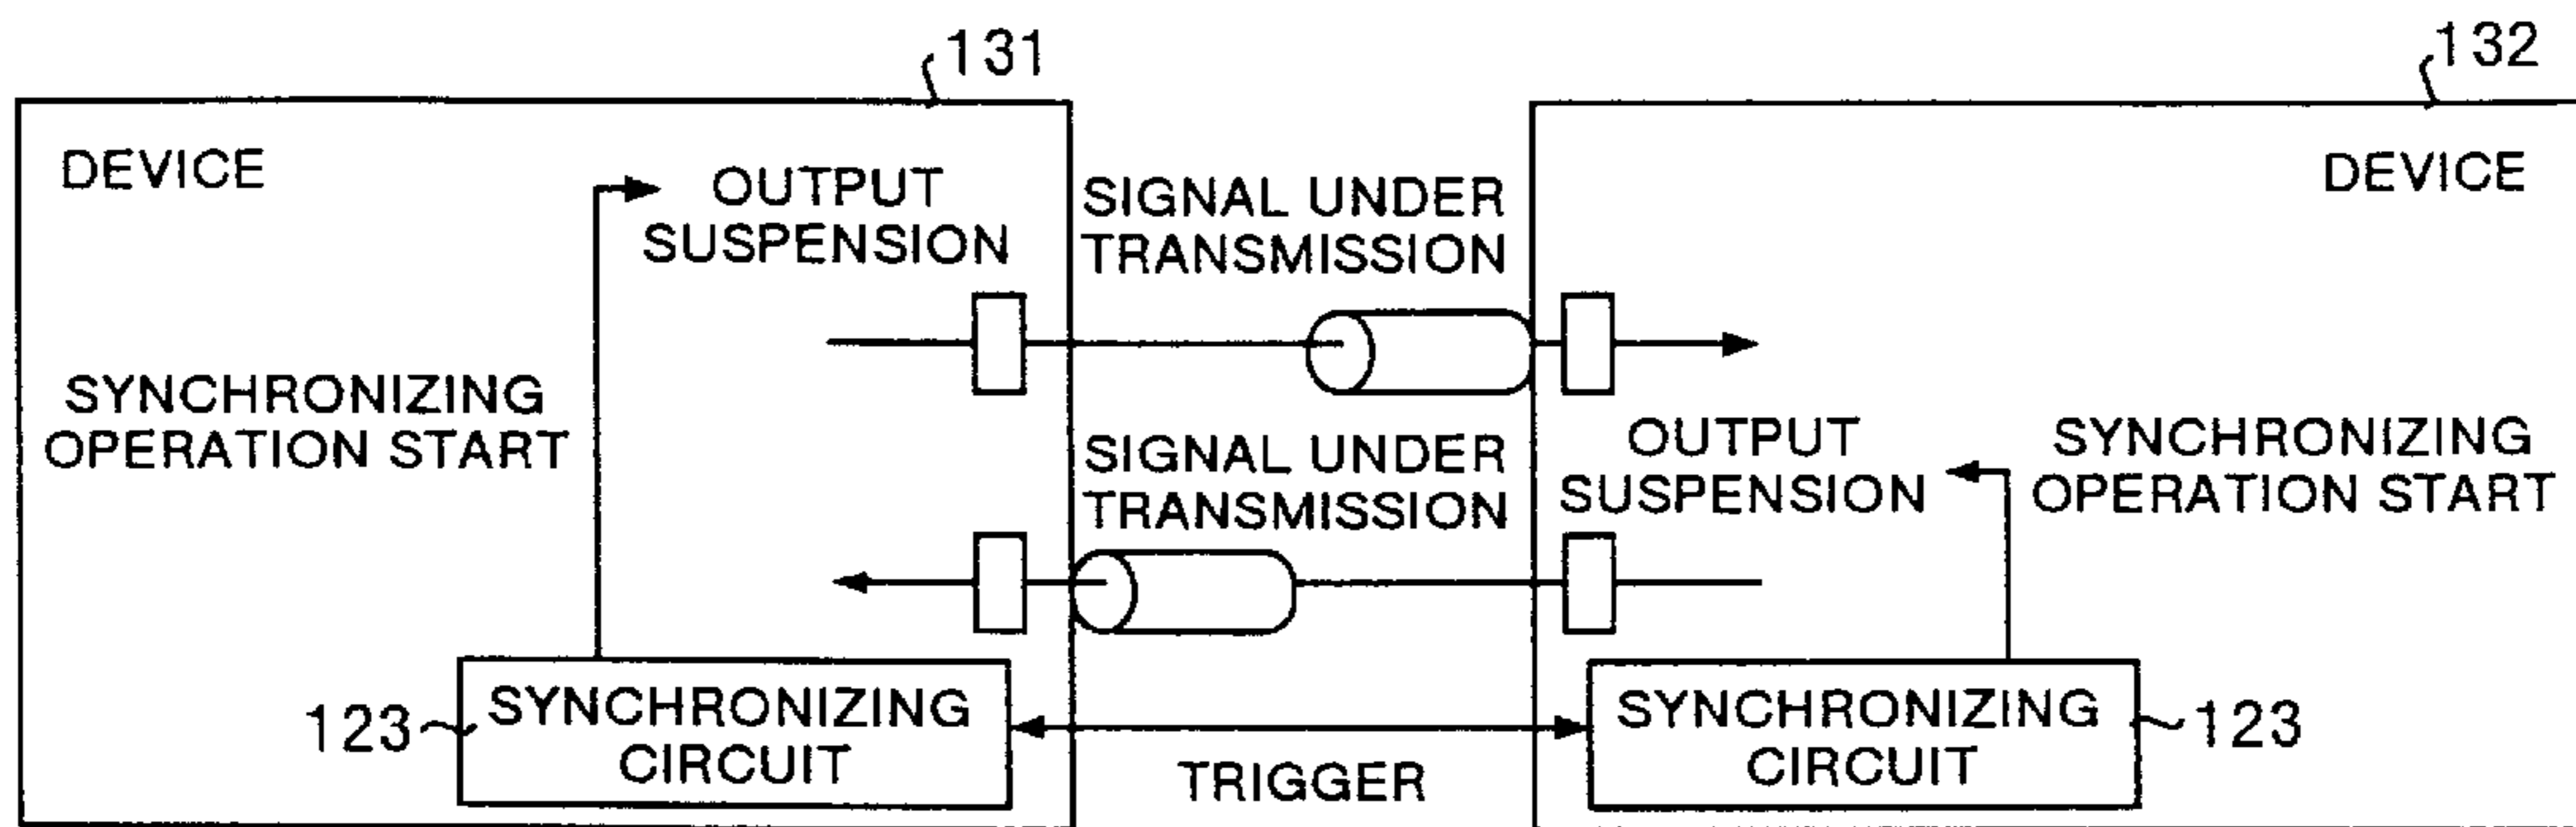 131
132
DEVICE
OUTPUT
SUSPENSION
SIGNAL UNDER
TRANSMISSION
DEVICE
SYNCHRONIZING
OPERATION START
SIGNAL UNDER
TRANSMISSION
OUTPUT
SUSPENSION
SYNCHRONIZING
OPERATION START
123
SYNCHRONIZING
CIRCUIT
TRIGGER
SYNCHRONIZING
CIRCUIT
123